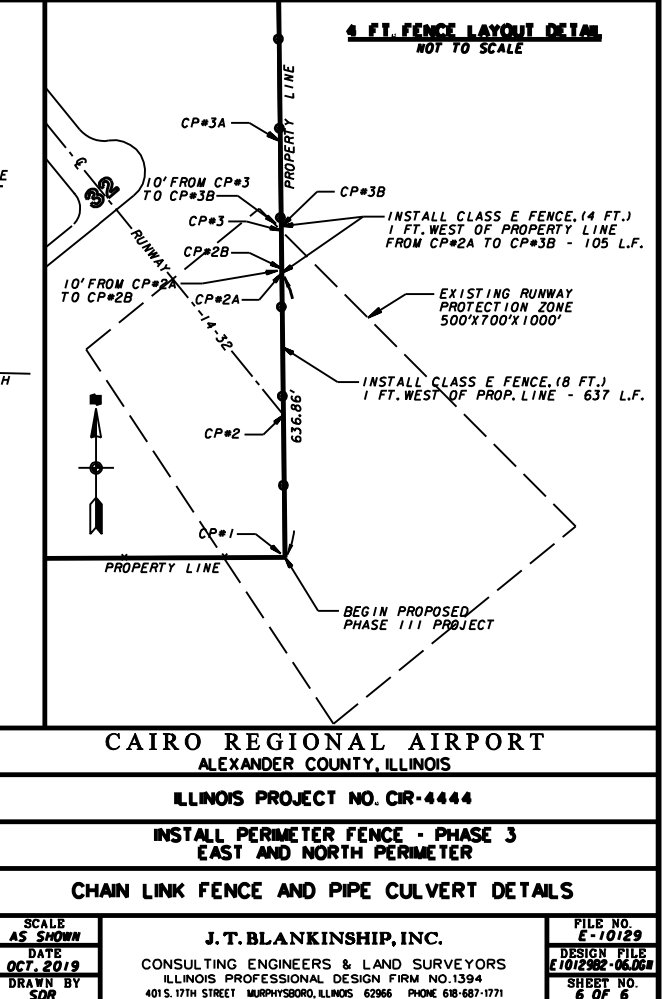 4 FT. FENCE LAYOUT DETAIL
NOT TO SCALE
E
H
PROPERTY LINE
CP#3A
℄
32
10' FROM CP#3
TO CP#3B
CP#3B
CP#3
INSTALL CLASS E FENCE, (4 FT.)
1 FT. WEST OF PROPERTY LINE
FROM CP#2A TO CP#3B - 105 L.F.
RUNWAY 14-32
CP#2B
10' FROM CP#2A
TO CP#2B
CP#2A
EXISTING RUNWAY
PROTECTION ZONE
500'X700'X1000'
INSTALL CLASS E FENCE, (8 FT.)
1 FT. WEST OF PROP. LINE - 637 L.F.
636.86'
CP#2
CP#1
PROPERTY LINE
BEGIN PROPOSED
PHASE III PROJECT
CAIRO REGIONAL AIRPORT
ALEXANDER COUNTY, ILLINOIS
ILLINOIS PROJECT NO. CIR-4444
INSTALL PERIMETER FENCE - PHASE 3
EAST AND NORTH PERIMETER
CHAIN LINK FENCE AND PIPE CULVERT DETAILS
SCALE
AS SHOWN
DATE
OCT. 2019
DRAWN BY
SDR
J. T. BLANKINSHIP, INC.
CONSULTING ENGINEERS & LAND SURVEYORS
ILLINOIS PROFESSIONAL DESIGN FIRM NO. 1394
401 S. 17TH STREET MURPHYSBORO, ILLINOIS 62966 PHONE 618-687-1771
FILE NO.
E-10129
DESIGN FILE
E10129B2-06.DGN
SHEET NO.
6 OF 6